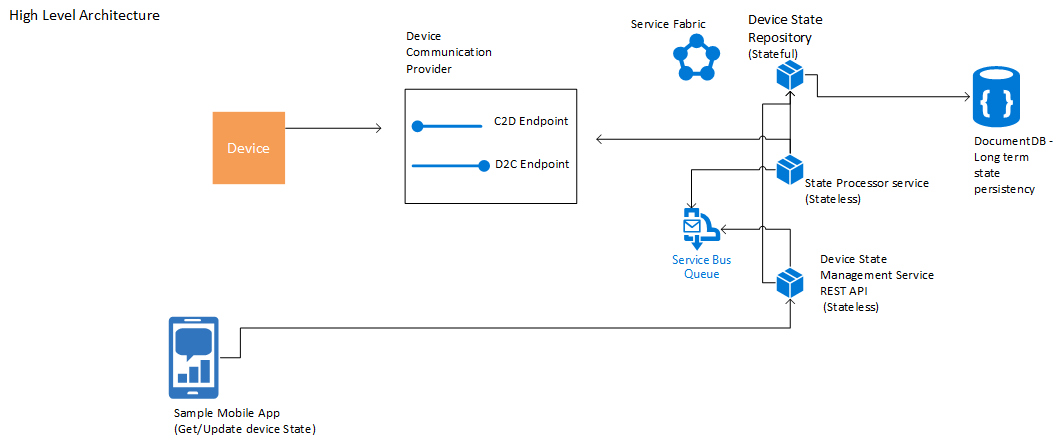 High Level Architecture
Device
Communication
Provider
Service Fabric
Device State
Repository
(Stateful)
Device
C2D Endpoint
D2C Endpoint
DocumentDB -
Long term
state
persistency
State Processor service
(Stateless)
Service Bus
Queue
Device State
Management Service
REST API
(Stateless)
Sample Mobile App
(Get/Update device State)